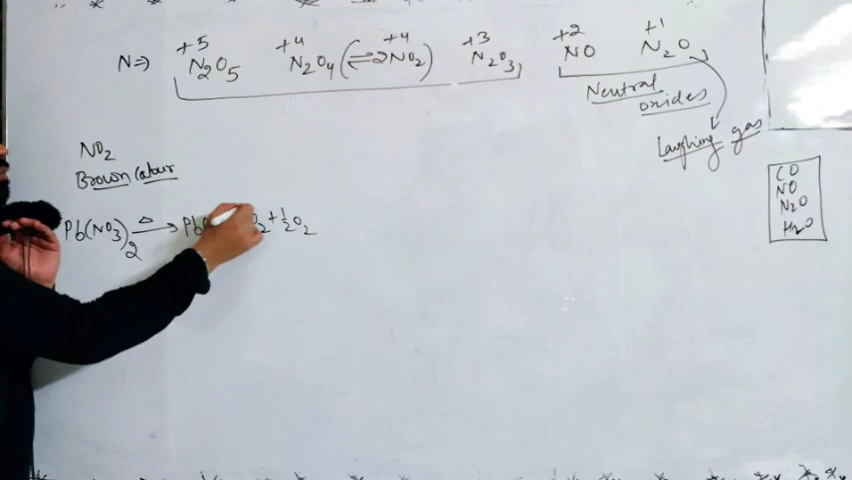 N⇒ +5 N₂O₅ +4 N₂O₄(⇌2NO₂ +4) +3 N₂O₃, +2 NO +1 N₂O
Neutral
oxides
Laughing gas
CO
NO
N₂O
H₂O
NO₂
Brown Colour
Pb(NO₃)₂ —Δ→ Pb O₂+½O₂